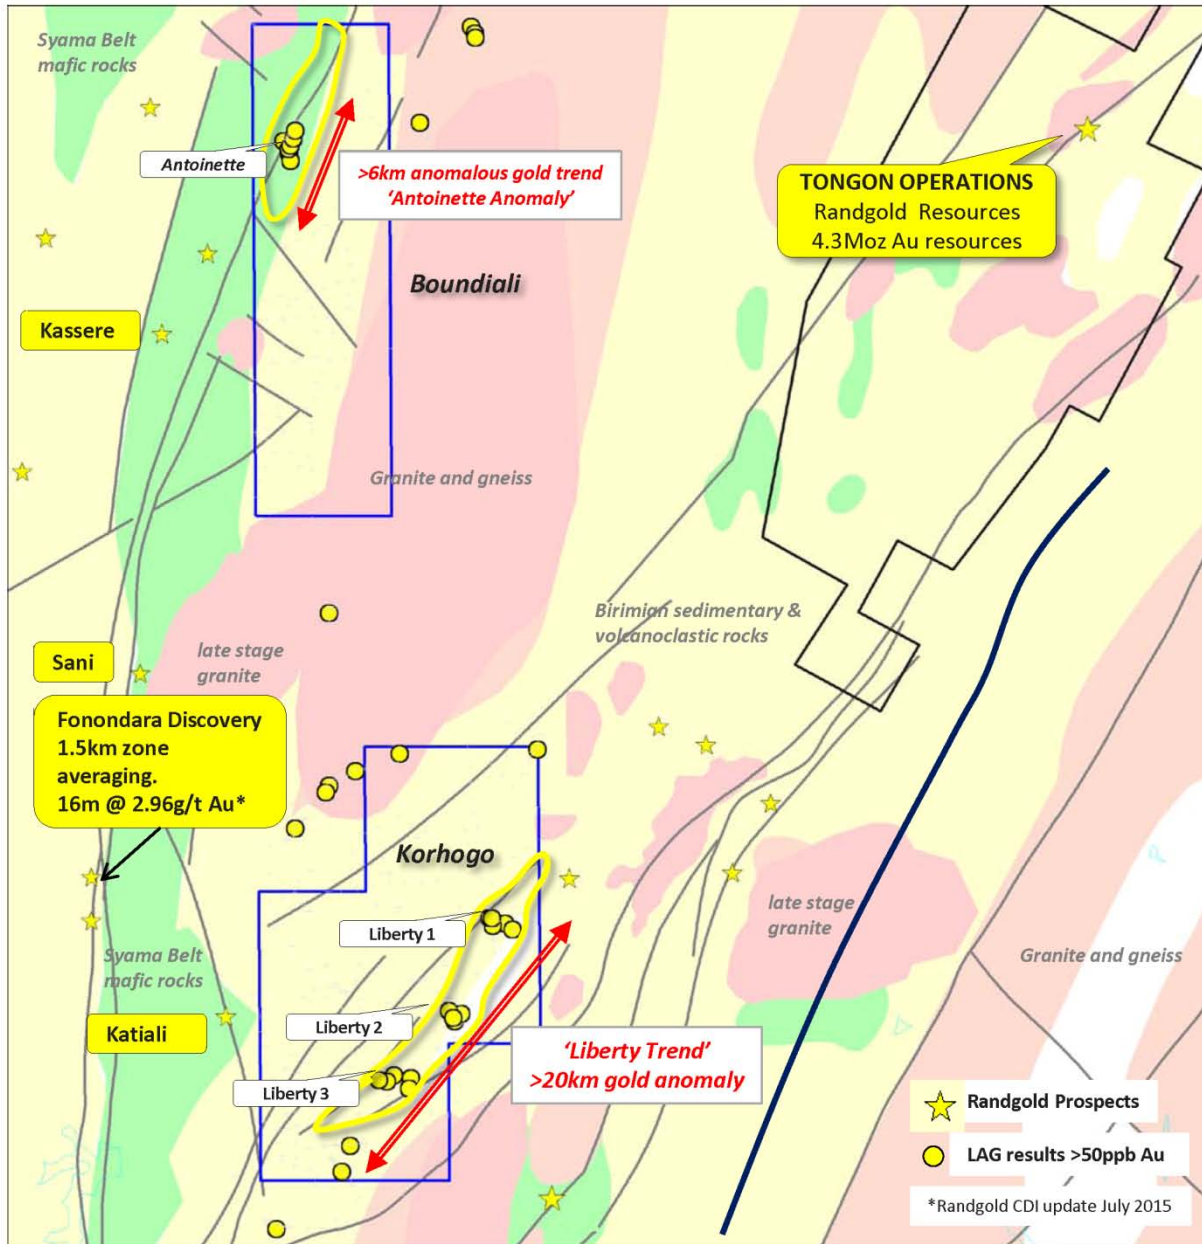 Syama Belt
mafic rocks
Antoinette
>6km anomalous gold trend
‘Antoinette Anomaly’
TONGON OPERATIONS
Randgold Resources
4.3Moz Au resources
Boundiali
Kassere
Granite and gneiss
Birimian sedimentary &
volcanoclastic rocks
Sani
late stage
granite
Fonondara Discovery
1.5km zone
averaging.
16m @ 2.96g/t Au*
Korhogo
Liberty 1
late stage
granite
Syama Belt
mafic rocks
Granite and gneiss
Liberty 2
Katiali
‘Liberty Trend’
>20km gold anomaly
Liberty 3
Randgold Prospects
LAG results >50ppb Au
*Randgold CDI update July 2015